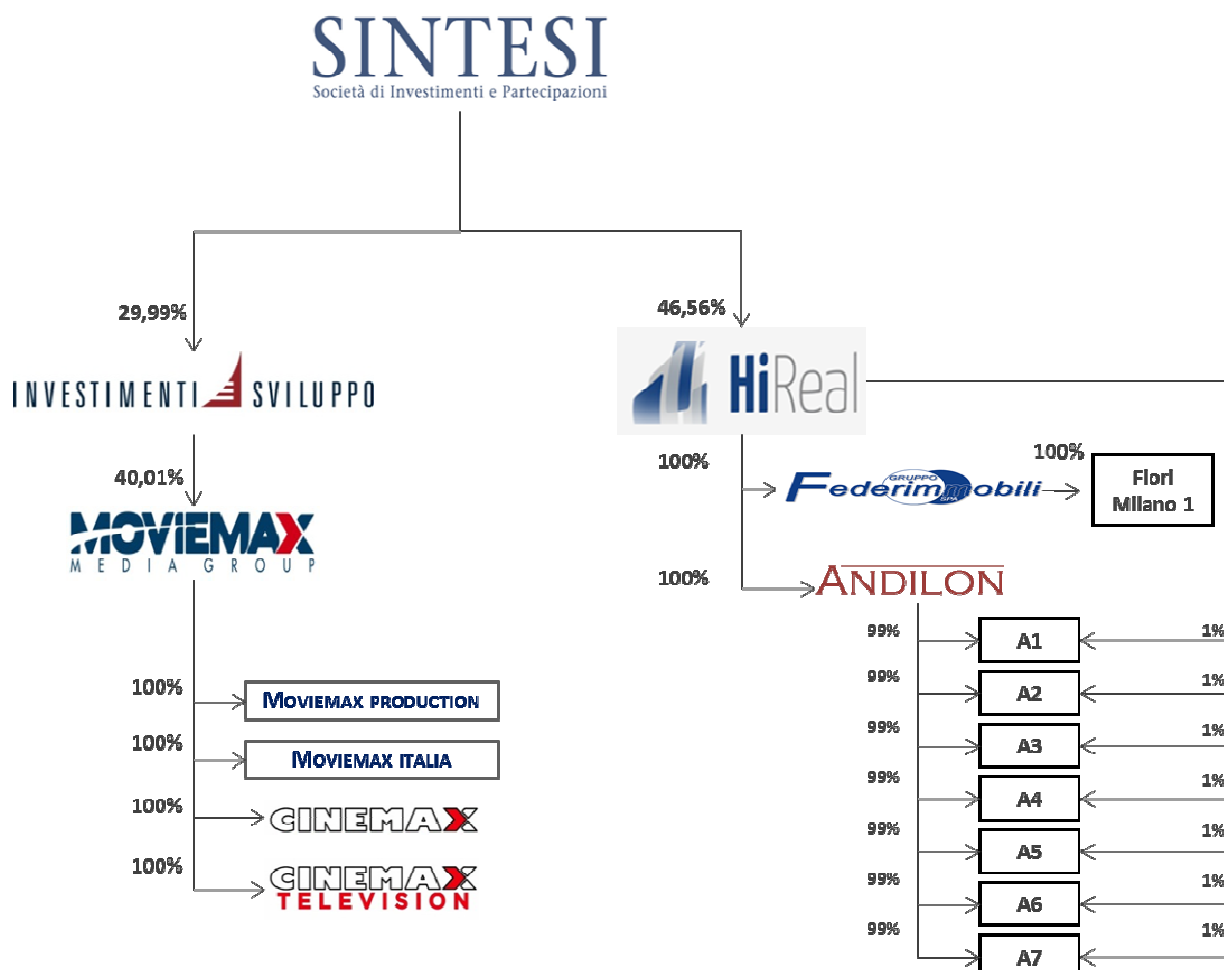 SINTESI
Società di Investimenti e Partecipazioni
29,99%
46,56%
INVESTIMENTI SVILUPPO
HiReal
40,01%
100%
100%
GRUPPO
Federimmobili
SPA
Fiori
Milano 1
MOVIEMAX
MEDIA GROUP
100%
ANDILON
99%
A1
1%
99%
A2
1%
99%
A3
1%
99%
A4
1%
99%
A5
1%
99%
A6
1%
99%
A7
1%
100%
MOVIEMAX PRODUCTION
100%
MOVIEMAX ITALIA
100%
CINEMAX
100%
CINEMAX
TELEVISION